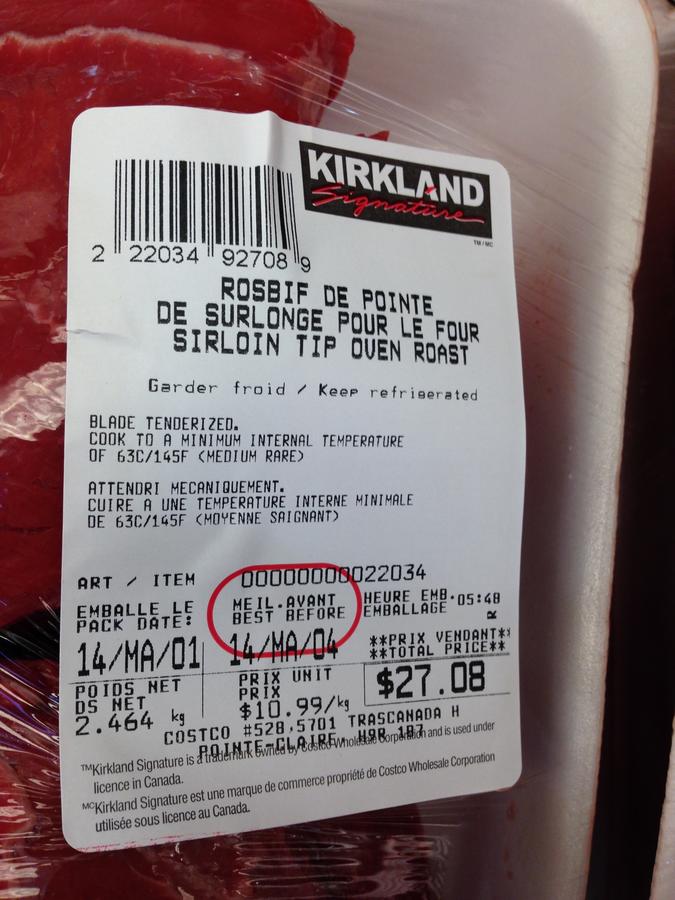 KIRKLAND
Signature
TM/MC
2 22034 92708 9
ROSBIF DE POINTE
DE SURLONGE POUR LE FOUR
SIRLOIN TIP OVEN ROAST
Garder froid / Keep refrigerated
BLADE TENDERIZED.
COOK TO A MINIMUM INTERNAL TEMPERATURE
OF 63C/145F (MEDIUM RARE)
ATTENDRI MECANIQUEMENT.
CUIRE A UNE TEMPERATURE INTERNE MINIMALE
DE 63C/145F (MOYENNE SAIGNANT)
ART / ITEM 00000000022034
EMBALLE LE MEIL.AVANT HEURE EMB. 05:48
PACK DATE: BEST BEFORE EMBALLAGE R
14/MA/01 14/MA/04 **PRIX VENDANT**
**TOTAL PRICE**
POIDS NET PRIX UNIT $27.08
DS NET PRIX
2.464 kg $10.99/kg
COSTCO #528,5701 TRASCANADA H
POINTE-CLAIRE, H9R 1B7
TMKirkland Signature is a trademark owned by Costco Wholesale Corporation and is used under
licence in Canada.
MCKirkland Signature est une marque de commerce propriété de Costco Wholesale Corporation
utilisée sous licence au Canada.